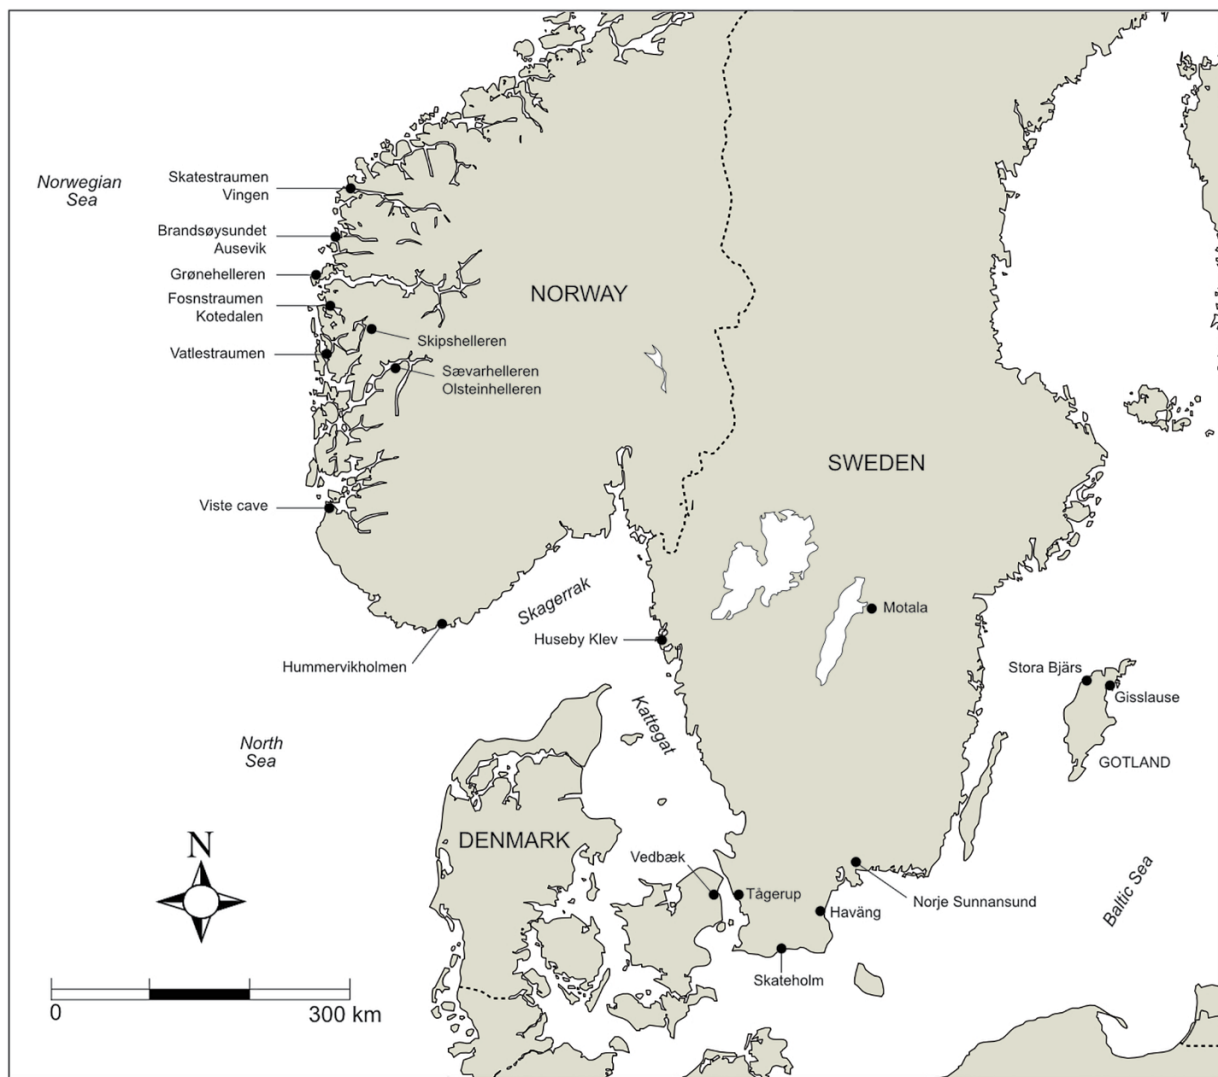 Norwegian
Sea
Skatestraumen
Vingen
Brandsøysundet
Ausevik
Grønehelleren
Fosnstraumen
Kotedalen
Vatlestraumen
NORWAY
Skipshelleren
Sævarhelleren
Olsteinhelleren
SWEDEN
Viste cave
Skagerrak
Motala
Huseby Klev
Hummervikholmen
Stora Bjärs
Gisslause
Kattegat
North
Sea
GOTLAND
N
DENMARK
Vedbæk
Tågerup
Norje Sunnansund
Haväng
Baltic Sea
Skateholm
0
300 km